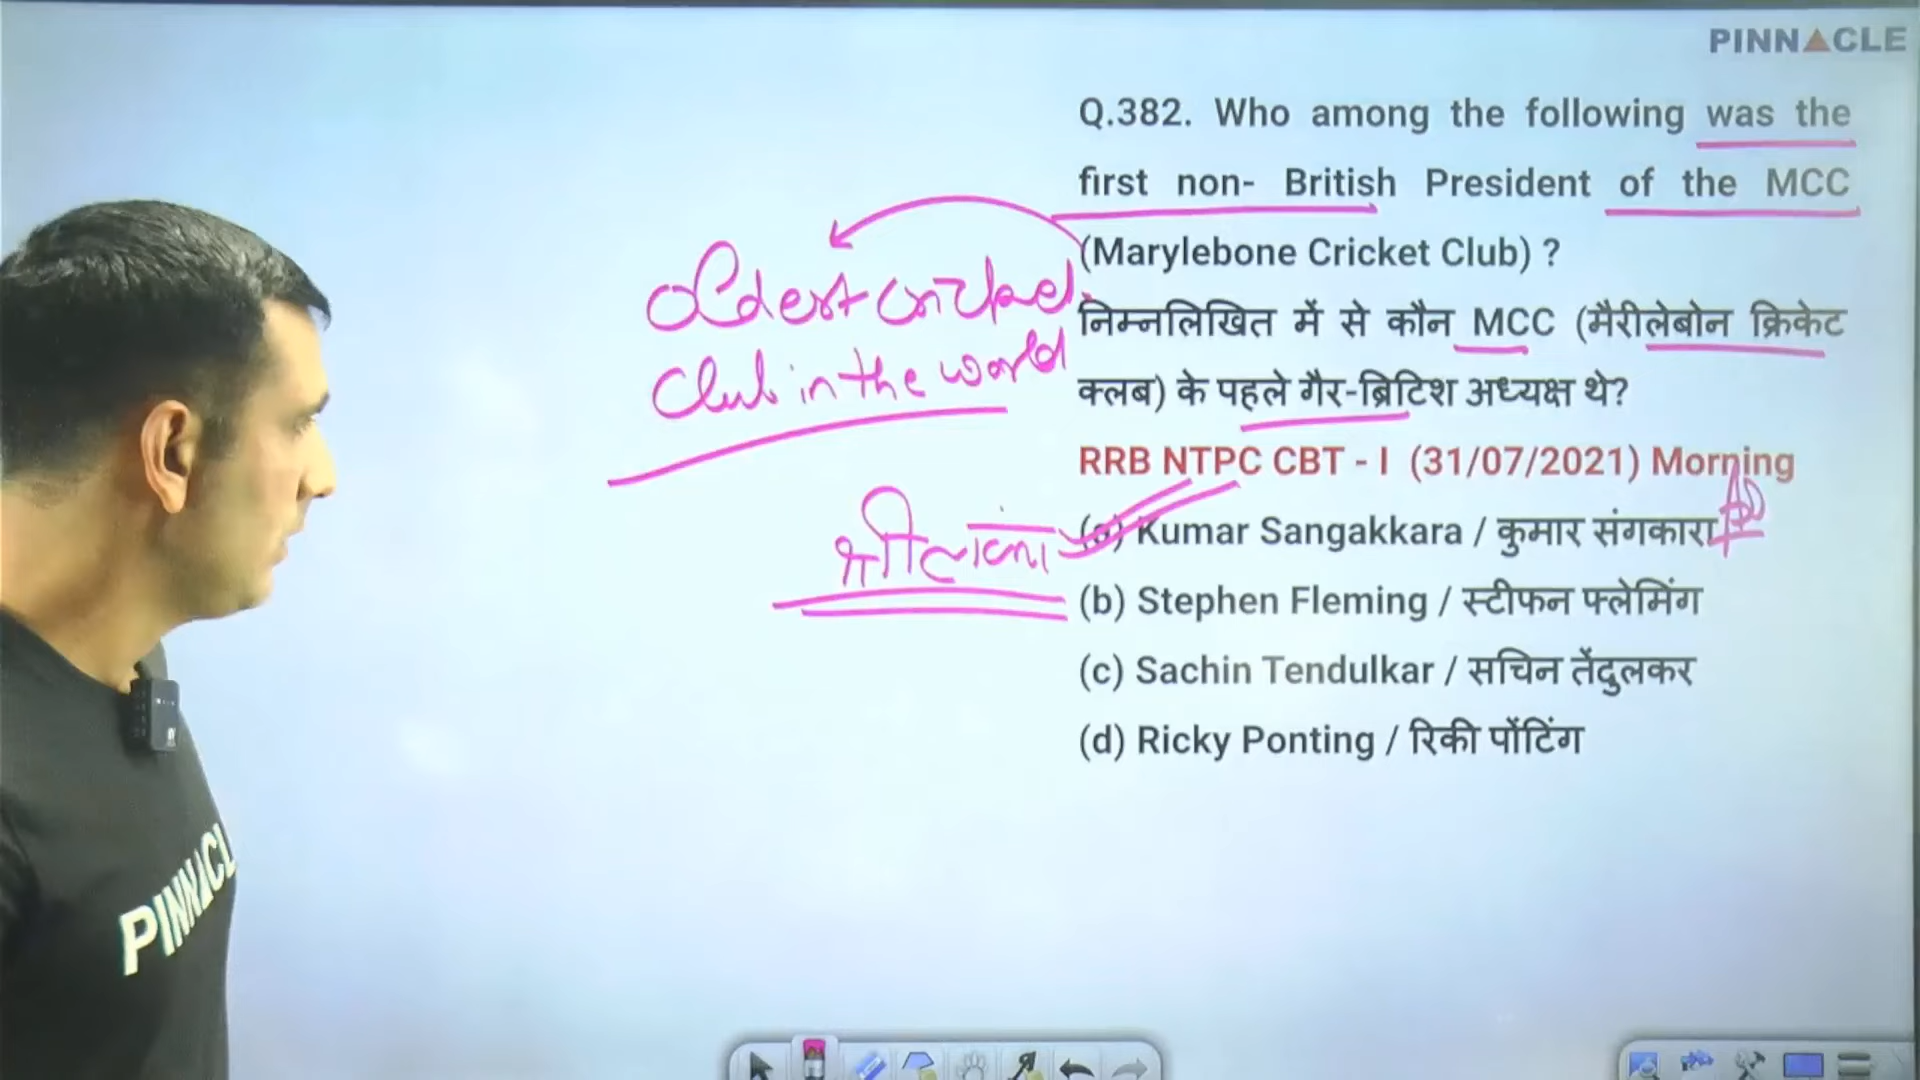 PINNACLE
Q.382. Who among the following was the
first non- British President of the MCC
(Marylebone Cricket Club) ?
निम्नलिखित में से कौन MCC (मैरीलेबोन क्रिकेट
क्लब) के पहले गैर-ब्रिटिश अध्यक्ष थे?
RRB NTPC CBT - I (31/07/2021) Morning
(a) Kumar Sangakkara / कुमार संगकारा
(b) Stephen Fleming / स्टीफन फ्लेमिंग
(c) Sachin Tendulkar / सचिन तेंदुलकर
(d) Ricky Ponting / रिकी पोंटिंग
oldest cricket
Club in the world
श्रीलंका
PINNACL